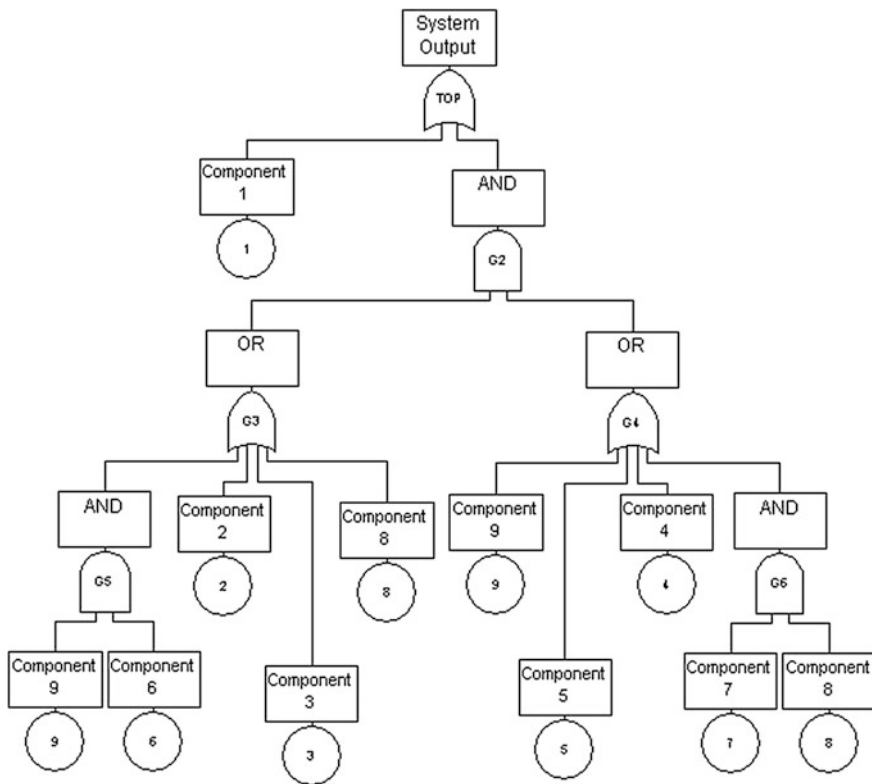 System
Output
TOP
Component
1
AND
1
G2
OR
OR
G3
G4
AND
Component
2
Component
8
Component
9
Component
4
AND
G5
2
8
9
4
G6
Component
9
Component
6
Component
3
Component
5
Component
7
Component
8
9
6
3
5
7
8